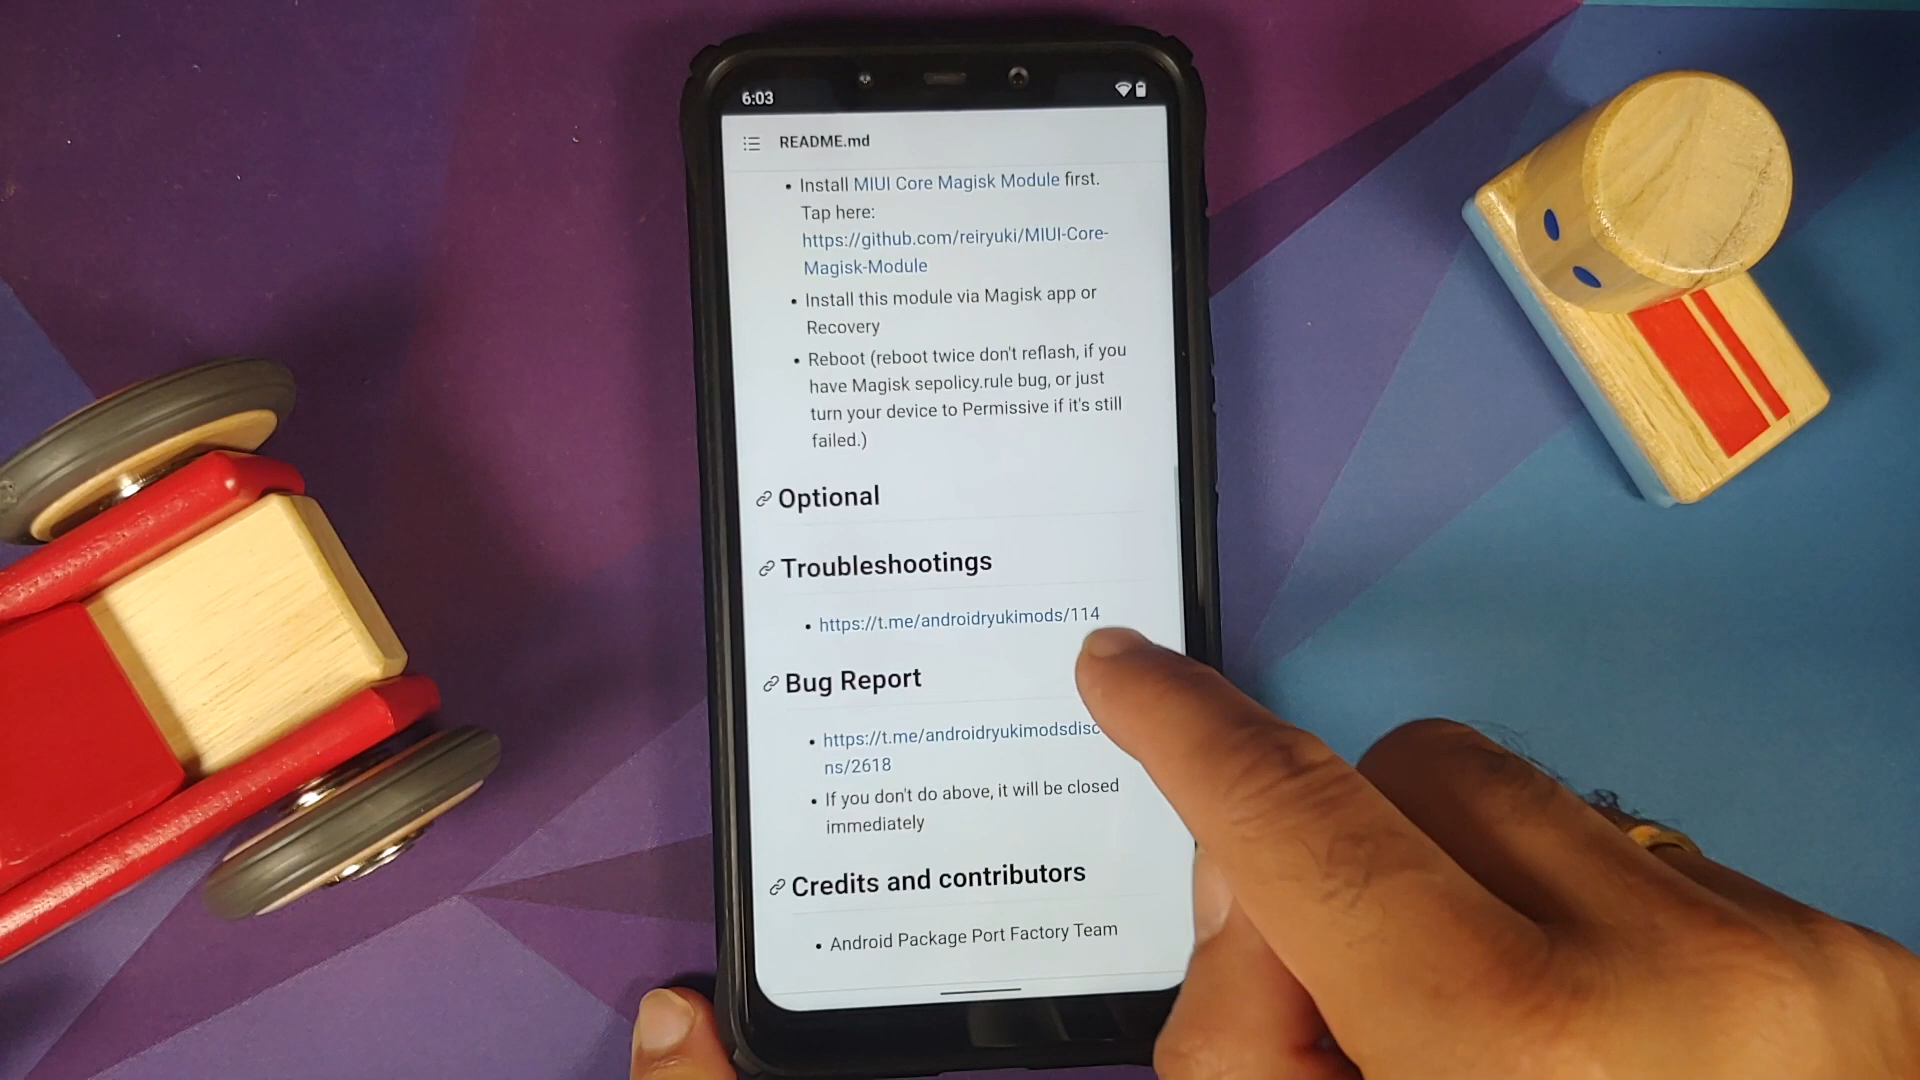 6:03
README.md
• Install MIUI Core Magisk Module first.
Tap here:
https://github.com/reiryuki/MIUI-Core-
Magisk-Module
• Install this module via Magisk app or
Recovery
• Reboot (reboot twice don't reflash, if you
have Magisk sepolicy.rule bug, or just
turn your device to Permissive if it's still
failed.)
Optional
Troubleshootings
• https://t.me/androidryukimods/114
Bug Report
• https://t.me/androidryukimodsdisc
ns/2618
• If you don't do above, it will be closed
immediately
Credits and contributors
• Android Package Port Factory Team